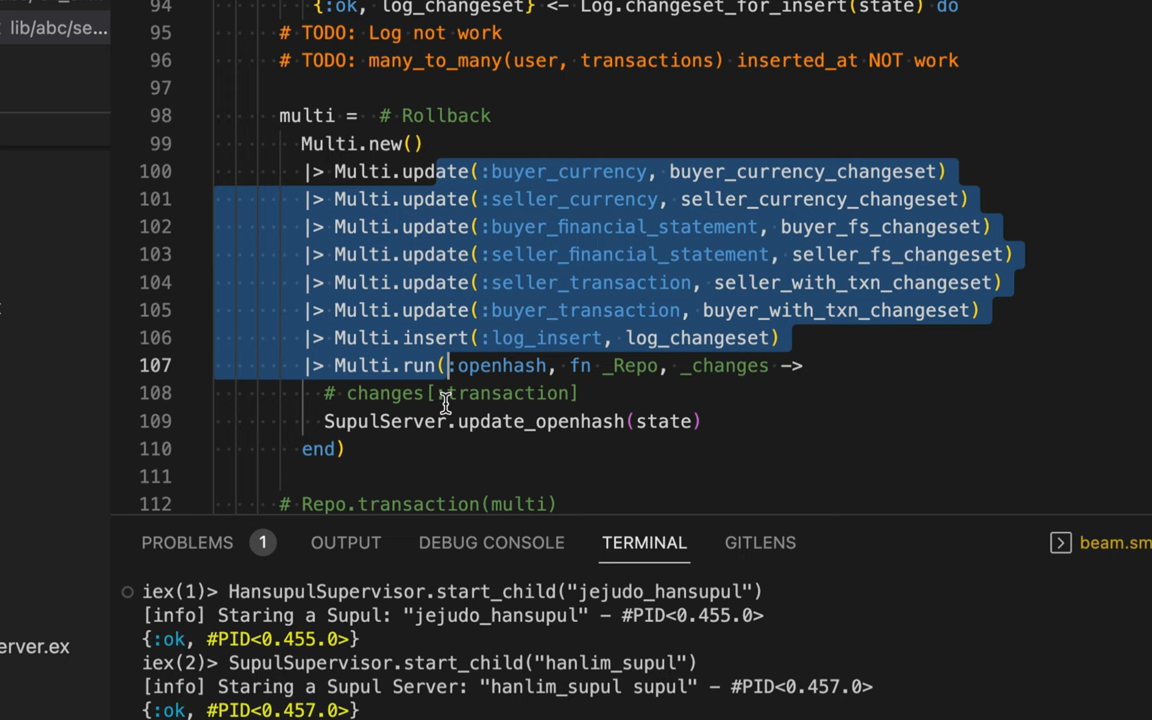 94 {:ok, log_changeset} <- Log.changeset_for_insert(state) do
lib/abc/se...
95 # TODO: Log not work
96 # TODO: many_to_many(user, transactions) inserted_at NOT work
97
98 multi = # Rollback
99 Multi.new()
100 |> Multi.update(:buyer_currency, buyer_currency_changeset)
101 |> Multi.update(:seller_currency, seller_currency_changeset)
102 |> Multi.update(:buyer_financial_statement, buyer_fs_changeset)
103 |> Multi.update(:seller_financial_statement, seller_fs_changeset)
104 |> Multi.update(:seller_transaction, seller_with_txn_changeset)
105 |> Multi.update(:buyer_transaction, buyer_with_txn_changeset)
106 |> Multi.insert(:log_insert, log_changeset)
107 |> Multi.run(:openhash, fn _Repo, _changes ->
108 # changes[:transaction]
109 SupulServer.update_openhash(state)
110 end)
111
112 # Repo.transaction(multi)
PROBLEMS 1 OUTPUT DEBUG CONSOLE TERMINAL GITLENS beam.sm
iex(1)> HansupulSupervisor.start_child("jejudo_hansupul")
[info] Staring a Supul: "jejudo_hansupul" – #PID<0.455.0>
{:ok, #PID<0.455.0>}
erver.ex
iex(2)> SupulSupervisor.start_child("hanlim_supul")
[info] Staring a Supul Server: "hanlim_supul supul" – #PID<0.457.0>
{:ok, #PID<0.457.0>}